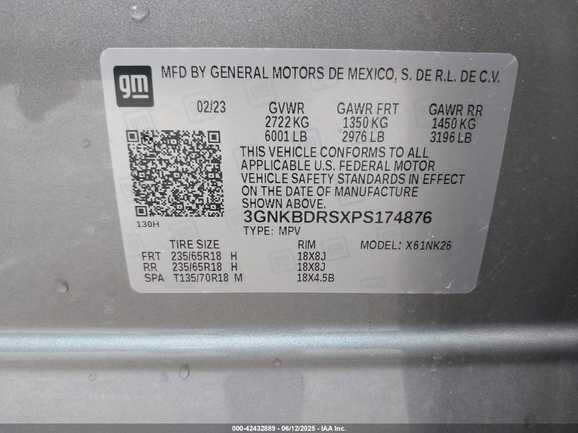 gm
MFD BY GENERAL MOTORS DE MEXICO, S. DE R.L. DE C.V.
02/23 GVWR GAWR FRT GAWR RR
2722 KG 1350 KG 1450 KG
6001 LB 2976 LB 3196 LB
THIS VEHICLE CONFORMS TO ALL
APPLICABLE U.S. FEDERAL MOTOR
VEHICLE SAFETY STANDARDS IN EFFECT
ON THE DATE OF MANUFACTURE
SHOWN ABOVE.
3GNKBDRSXPS174876
130H
TYPE: MPV
TIRE SIZE RIM MODEL: X61NK26
FRT 235/65R18 H 18X8J
RR 235/65R18 H 18X8J
SPA T135/70R18 M 18X4.5B
000-42432889 - 06/12/2025 - IAA Inc.